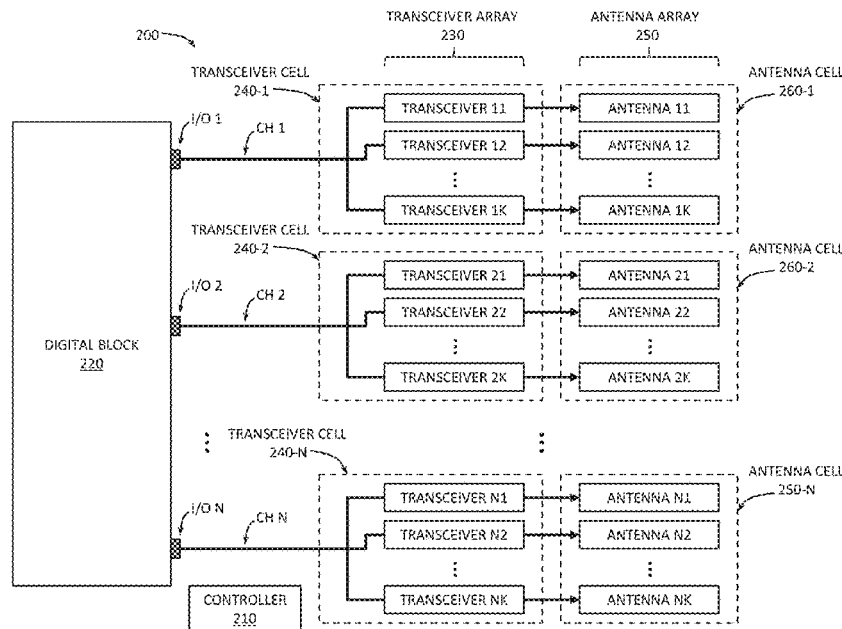 TRANSCEIVER ARRAY
230
ANTENNA ARRAY
250
200
TRANSCEIVER CELL
240-1
ANTENNA CELL
260-1
I/O 1
CH 1
TRANSCEIVER 11
ANTENNA 11
TRANSCEIVER 12
ANTENNA 12
TRANSCEIVER 1K
ANTENNA 1K
TRANSCEIVER CELL
240-2
ANTENNA CELL
260-2
I/O 2
CH 2
TRANSCEIVER 21
ANTENNA 21
TRANSCEIVER 22
ANTENNA 22
TRANSCEIVER 2K
ANTENNA 2K
DIGITAL BLOCK
220
TRANSCEIVER CELL
240-N
ANTENNA CELL
250-N
I/O N
CH N
TRANSCEIVER N1
ANTENNA N1
TRANSCEIVER N2
ANTENNA N2
TRANSCEIVER NK
ANTENNA NK
CONTROLLER
210